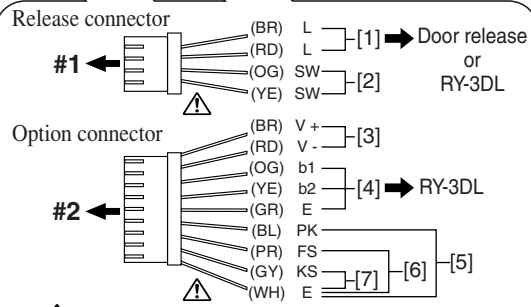 Release connector
(BR) L
(RD) L
[1] Door release
or
RY-3DL
#1
(OG) SW
(YE) SW
[2]
Option connector
(BR) V +
(RD) V -
[3]
(OG) b1
(YE) b2
(GR) E
[4] RY-3DL
#2
(BL) PK
(PR) FS
(GY) KS
(WH) E
[7]
[6]
[5]